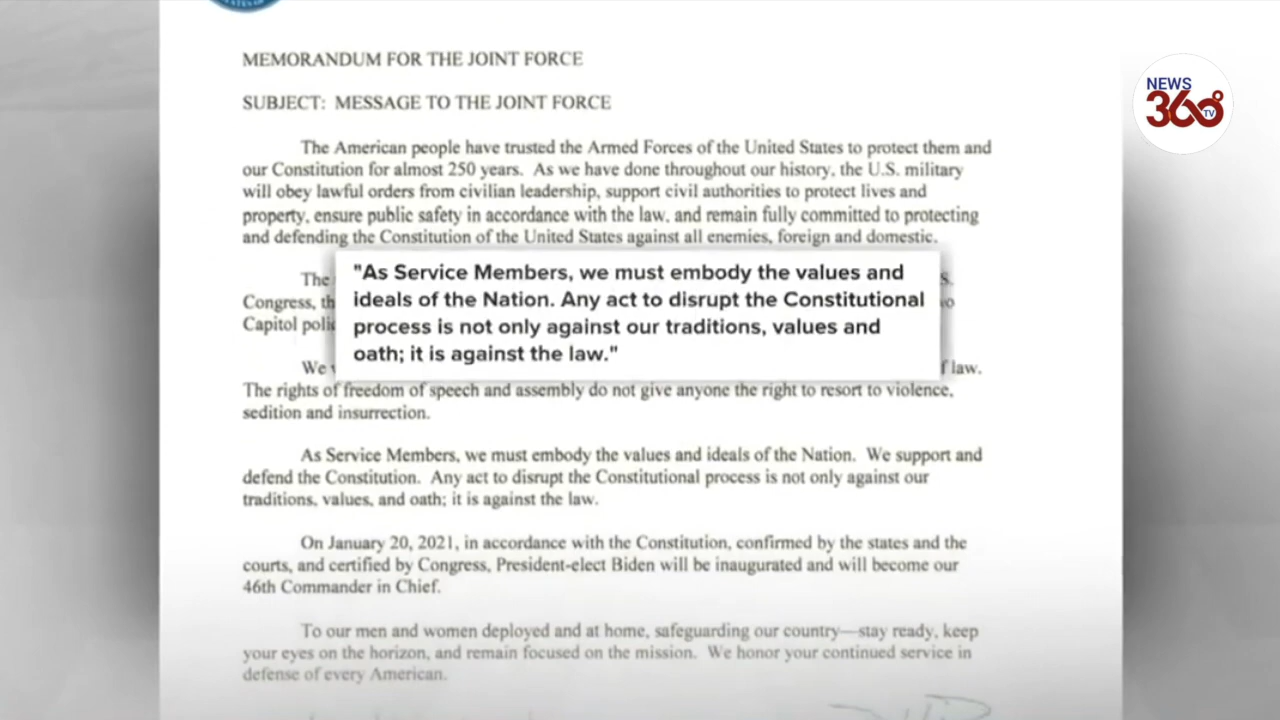 MEMORANDUM FOR THE JOINT FORCE
NEWS
360°
TV
SUBJECT: MESSAGE TO THE JOINT FORCE
The American people have trusted the Armed Forces of the United States to protect them and
our Constitution for almost 250 years. As we have done throughout our history, the U.S. military
will obey lawful orders from civilian leadership, support civil authorities to protect lives and
property, ensure public safety in accordance with the law, and remain fully committed to protecting
and defending the Constitution of the United States against all enemies, foreign and domestic.
The
Congress,
Capitol
"As Service Members, we must embody the values and
ideals of the Nation. Any act to disrupt the Constitutional
process is not only against our traditions, values and
oath; it is against the law."
We
law.
The rights of freedom of speech and assembly do not give anyone the right to resort to violence,
sedition and insurrection.
As Service Members, we must embody the values and ideals of the Nation. We support and
defend the Constitution. Any act to disrupt the Constitutional process is not only against our
traditions, values, and oath; it is against the law.
On January 20, 2021, in accordance with the Constitution, confirmed by the states and the
courts, and certified by Congress, President-elect Biden will be inaugurated and will become our
46th Commander in Chief.
To our men and women deployed and at home, safeguarding our country—stay ready, keep
your eyes on the horizon, and remain focused on the mission. We honor your continued service in
defense of every American.